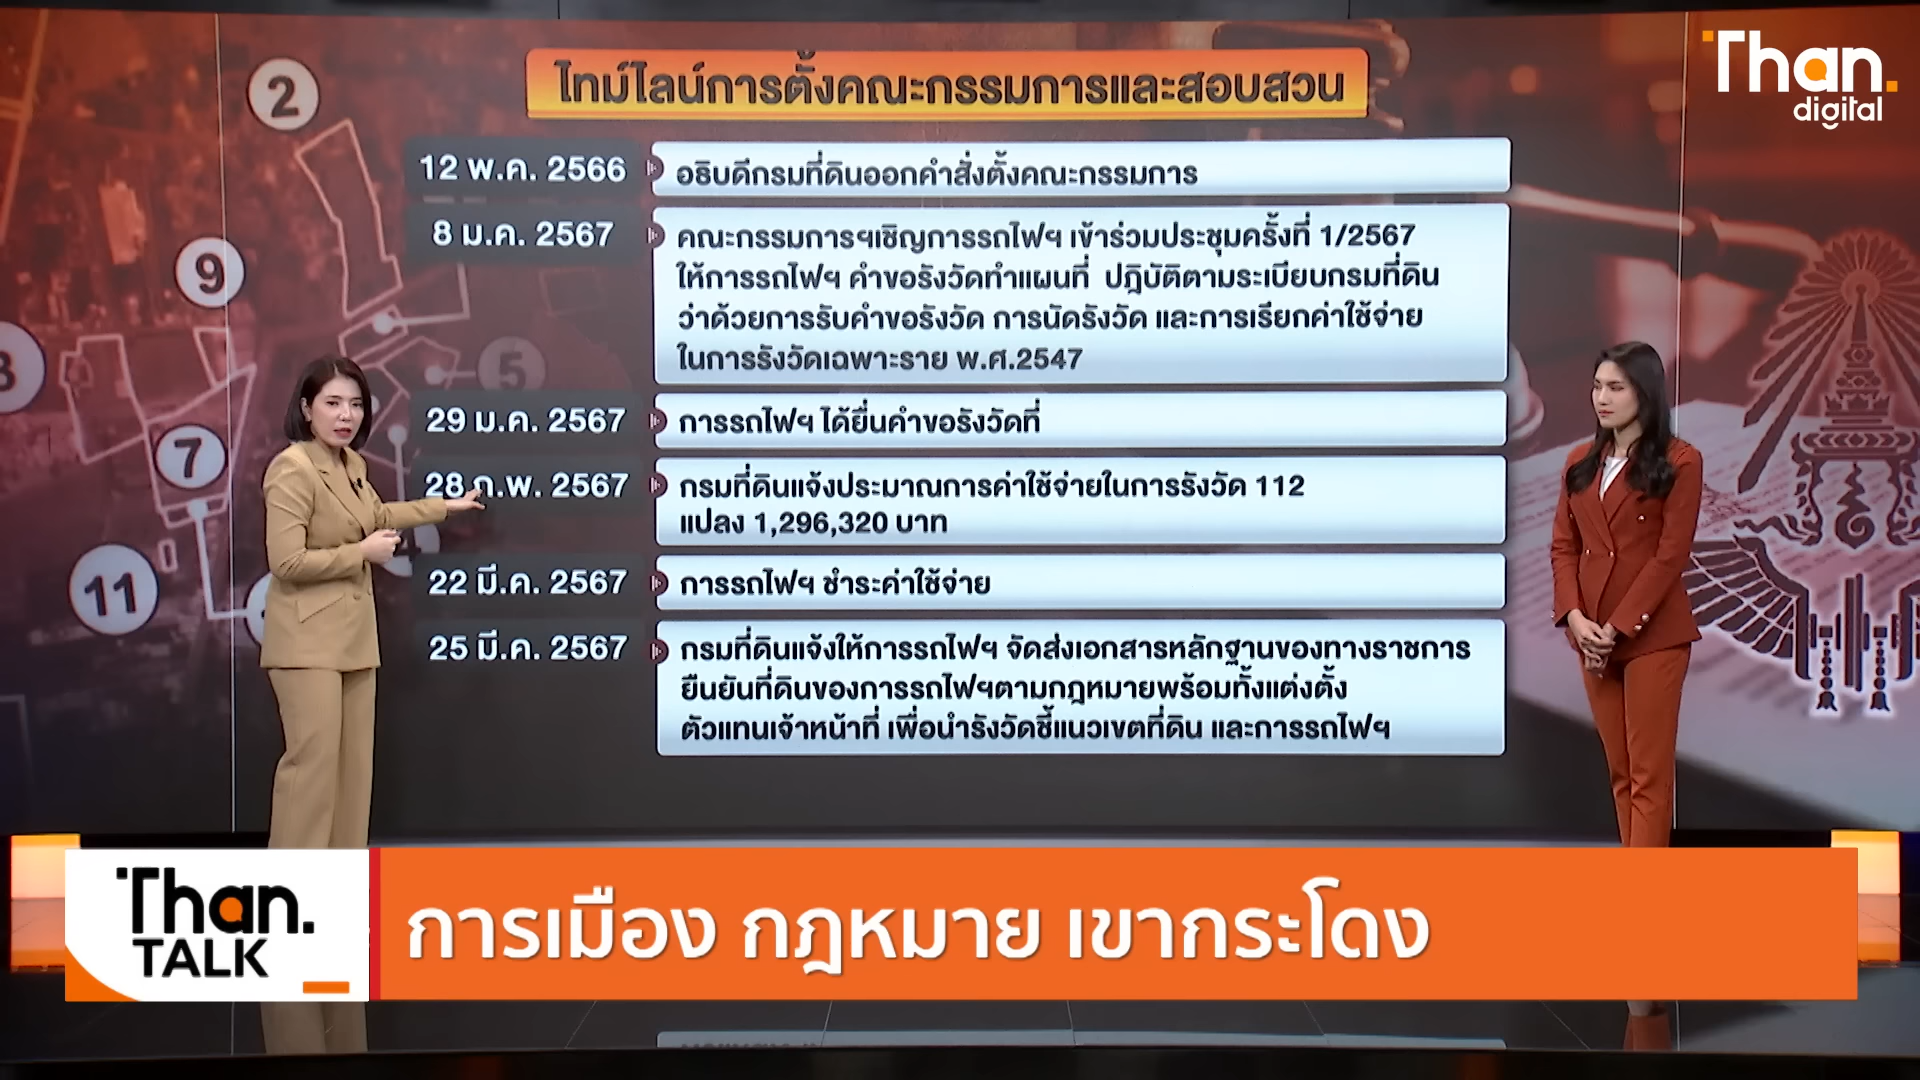 Than.
digital
ไทม์ไลน์การตั้งคณะกรรมการและสอบสวน
12 พ.ค. 2566
อธิบดีกรมที่ดินออกคำสั่งตั้งคณะกรรมการ
8 ม.ค. 2567
คณะกรรมการฯเชิญการรถไฟฯ เข้าร่วมประชุมครั้งที่ 1/2567
ให้การรถไฟฯ คำขอรังวัดทำแผนที่ ปฎิบัติตามระเบียบกรมที่ดิน
ว่าด้วยการรับคำขอรังวัด การนัดรังวัด และการเรียกค่าใช้จ่าย
ในการรังวัดเฉพาะราย พ.ศ.2547
29 ม.ค. 2567
การรถไฟฯ ได้ยื่นคำขอรังวัดที่
28 ก.พ. 2567
กรมที่ดินแจ้งประมาณการค่าใช้จ่ายในการรังวัด 112
แปลง 1,296,320 บาท
22 มี.ค. 2567
การรถไฟฯ ชำระค่าใช้จ่าย
25 มี.ค. 2567
กรมที่ดินแจ้งให้การรถไฟฯ จัดส่งเอกสารหลักฐานของทางราชการ
ยืนยันที่ดินของการรถไฟฯตามกฎหมายพร้อมทั้งแต่งตั้ง
ตัวแทนเจ้าหน้าที่ เพื่อนำรังวัดชี้แนวเขตที่ดิน และการรถไฟฯ
2
9
5
7
11
Than.
TALK
การเมือง กฎหมาย เขากระโดง